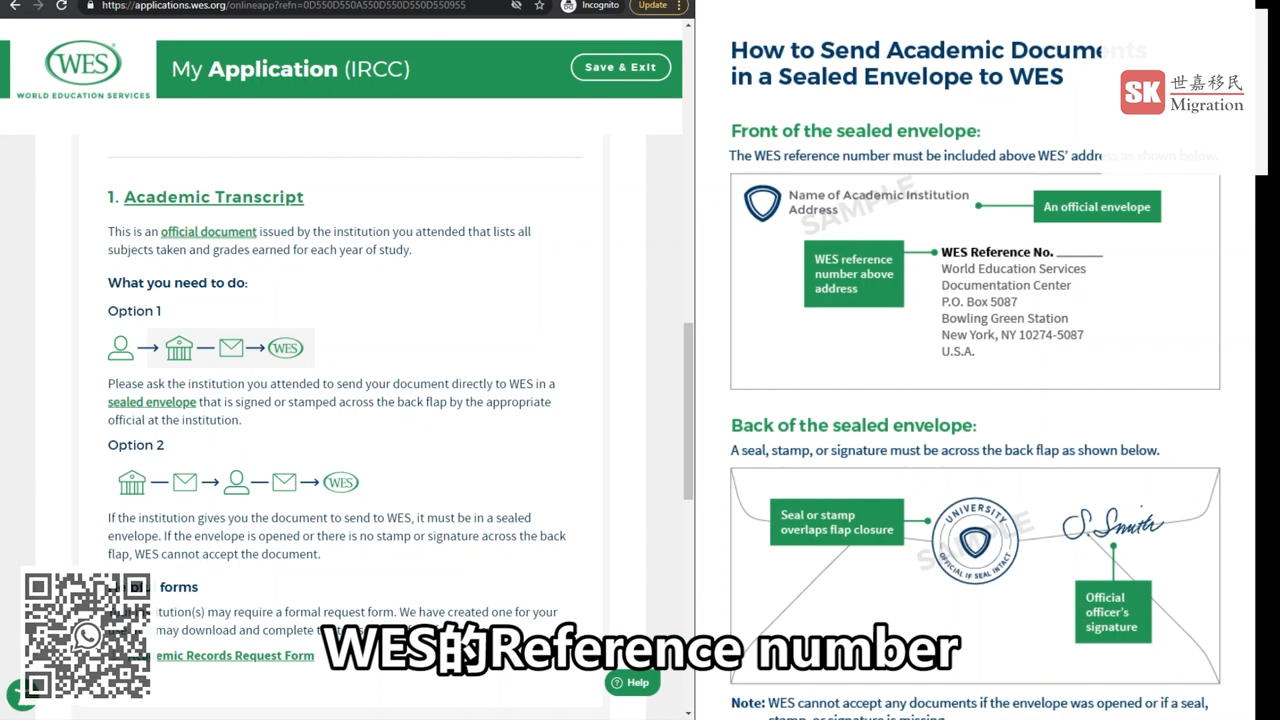 https://applications.wes.org/onlineapp?refn=0D550D550A550D550D550D550955
Incognito
Update
WES
WORLD EDUCATION SERVICES
My Application (IRCC)
Save & Exit
1. Academic Transcript
This is an official document issued by the institution you attended that lists all
subjects taken and grades earned for each year of study.
What you need to do:
Option 1
WES
Please ask the institution you attended to send your document directly to WES in a
sealed envelope that is signed or stamped across the back flap by the appropriate
official at the institution.
Option 2
WES
If the institution gives you the document to send to WES, it must be in a sealed
envelope. If the envelope is opened or there is no stamp or signature across the back
flap, WES cannot accept the document.
forms
may require a formal request form. We have created one for your
may download and complete
Records Request Form
Help
How to Send Academic Documents
in a Sealed Envelope to WES
SK 世嘉移民
Migration
Front of the sealed envelope:
The WES reference number must be included above WES’ address as shown below.
Name of Academic Institution
Address
SAMPLE
An official envelope
WES reference
number above
address
WES Reference No.
World Education Services
Documentation Center
P.O. Box 5087
Bowling Green Station
New York, NY 10274-5087
U.S.A.
Back of the sealed envelope:
A seal, stamp, or signature must be across the back flap as shown below.
Seal or stamp
overlaps flap closure
UNIVERSITY
OFFICIAL IF SEAL INTACT
SAMPLE
S. Smith
Official
officer’s
signature
Note: WES cannot accept any documents if the envelope was opened or if a seal,
stamp, or signature is missing.
WES的Reference number